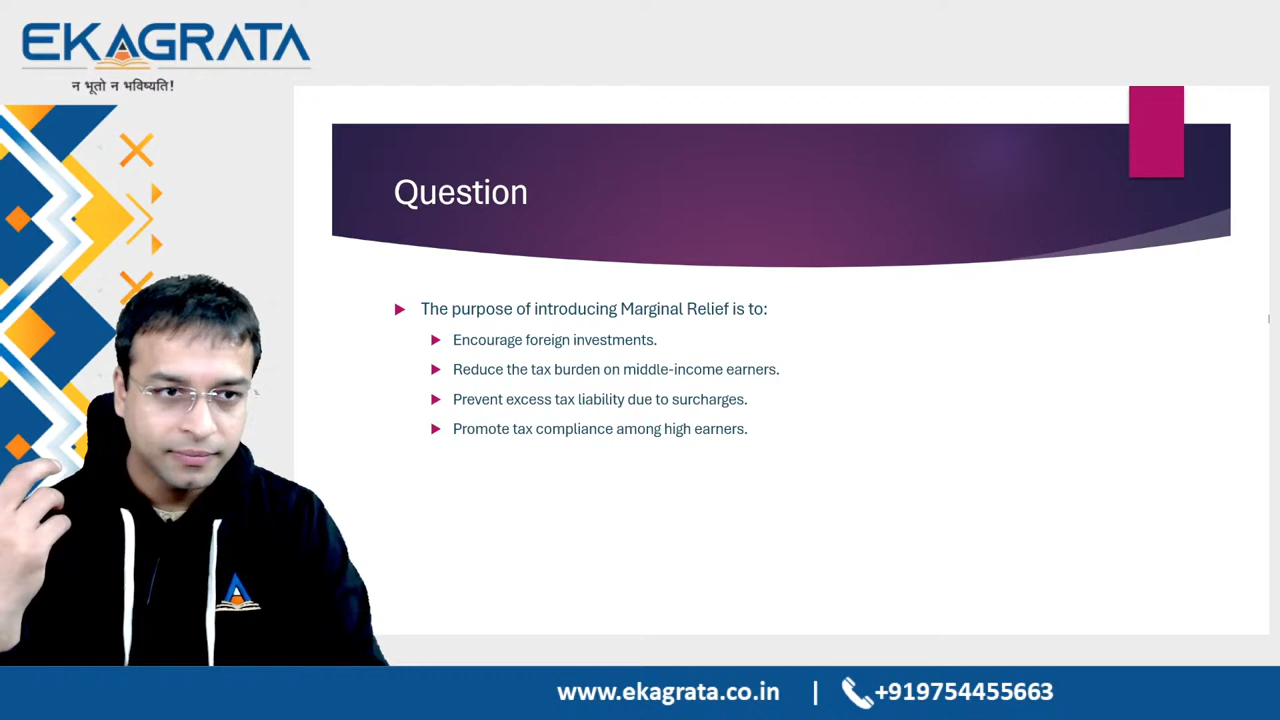 EKAGRATA
न भूतो न भविष्यति!
Question
The purpose of introducing Marginal Relief is to:
Encourage foreign investments.
Reduce the tax burden on middle-income earners.
Prevent excess tax liability due to surcharges.
Promote tax compliance among high earners.
www.ekagrata.co.in | +919754455663